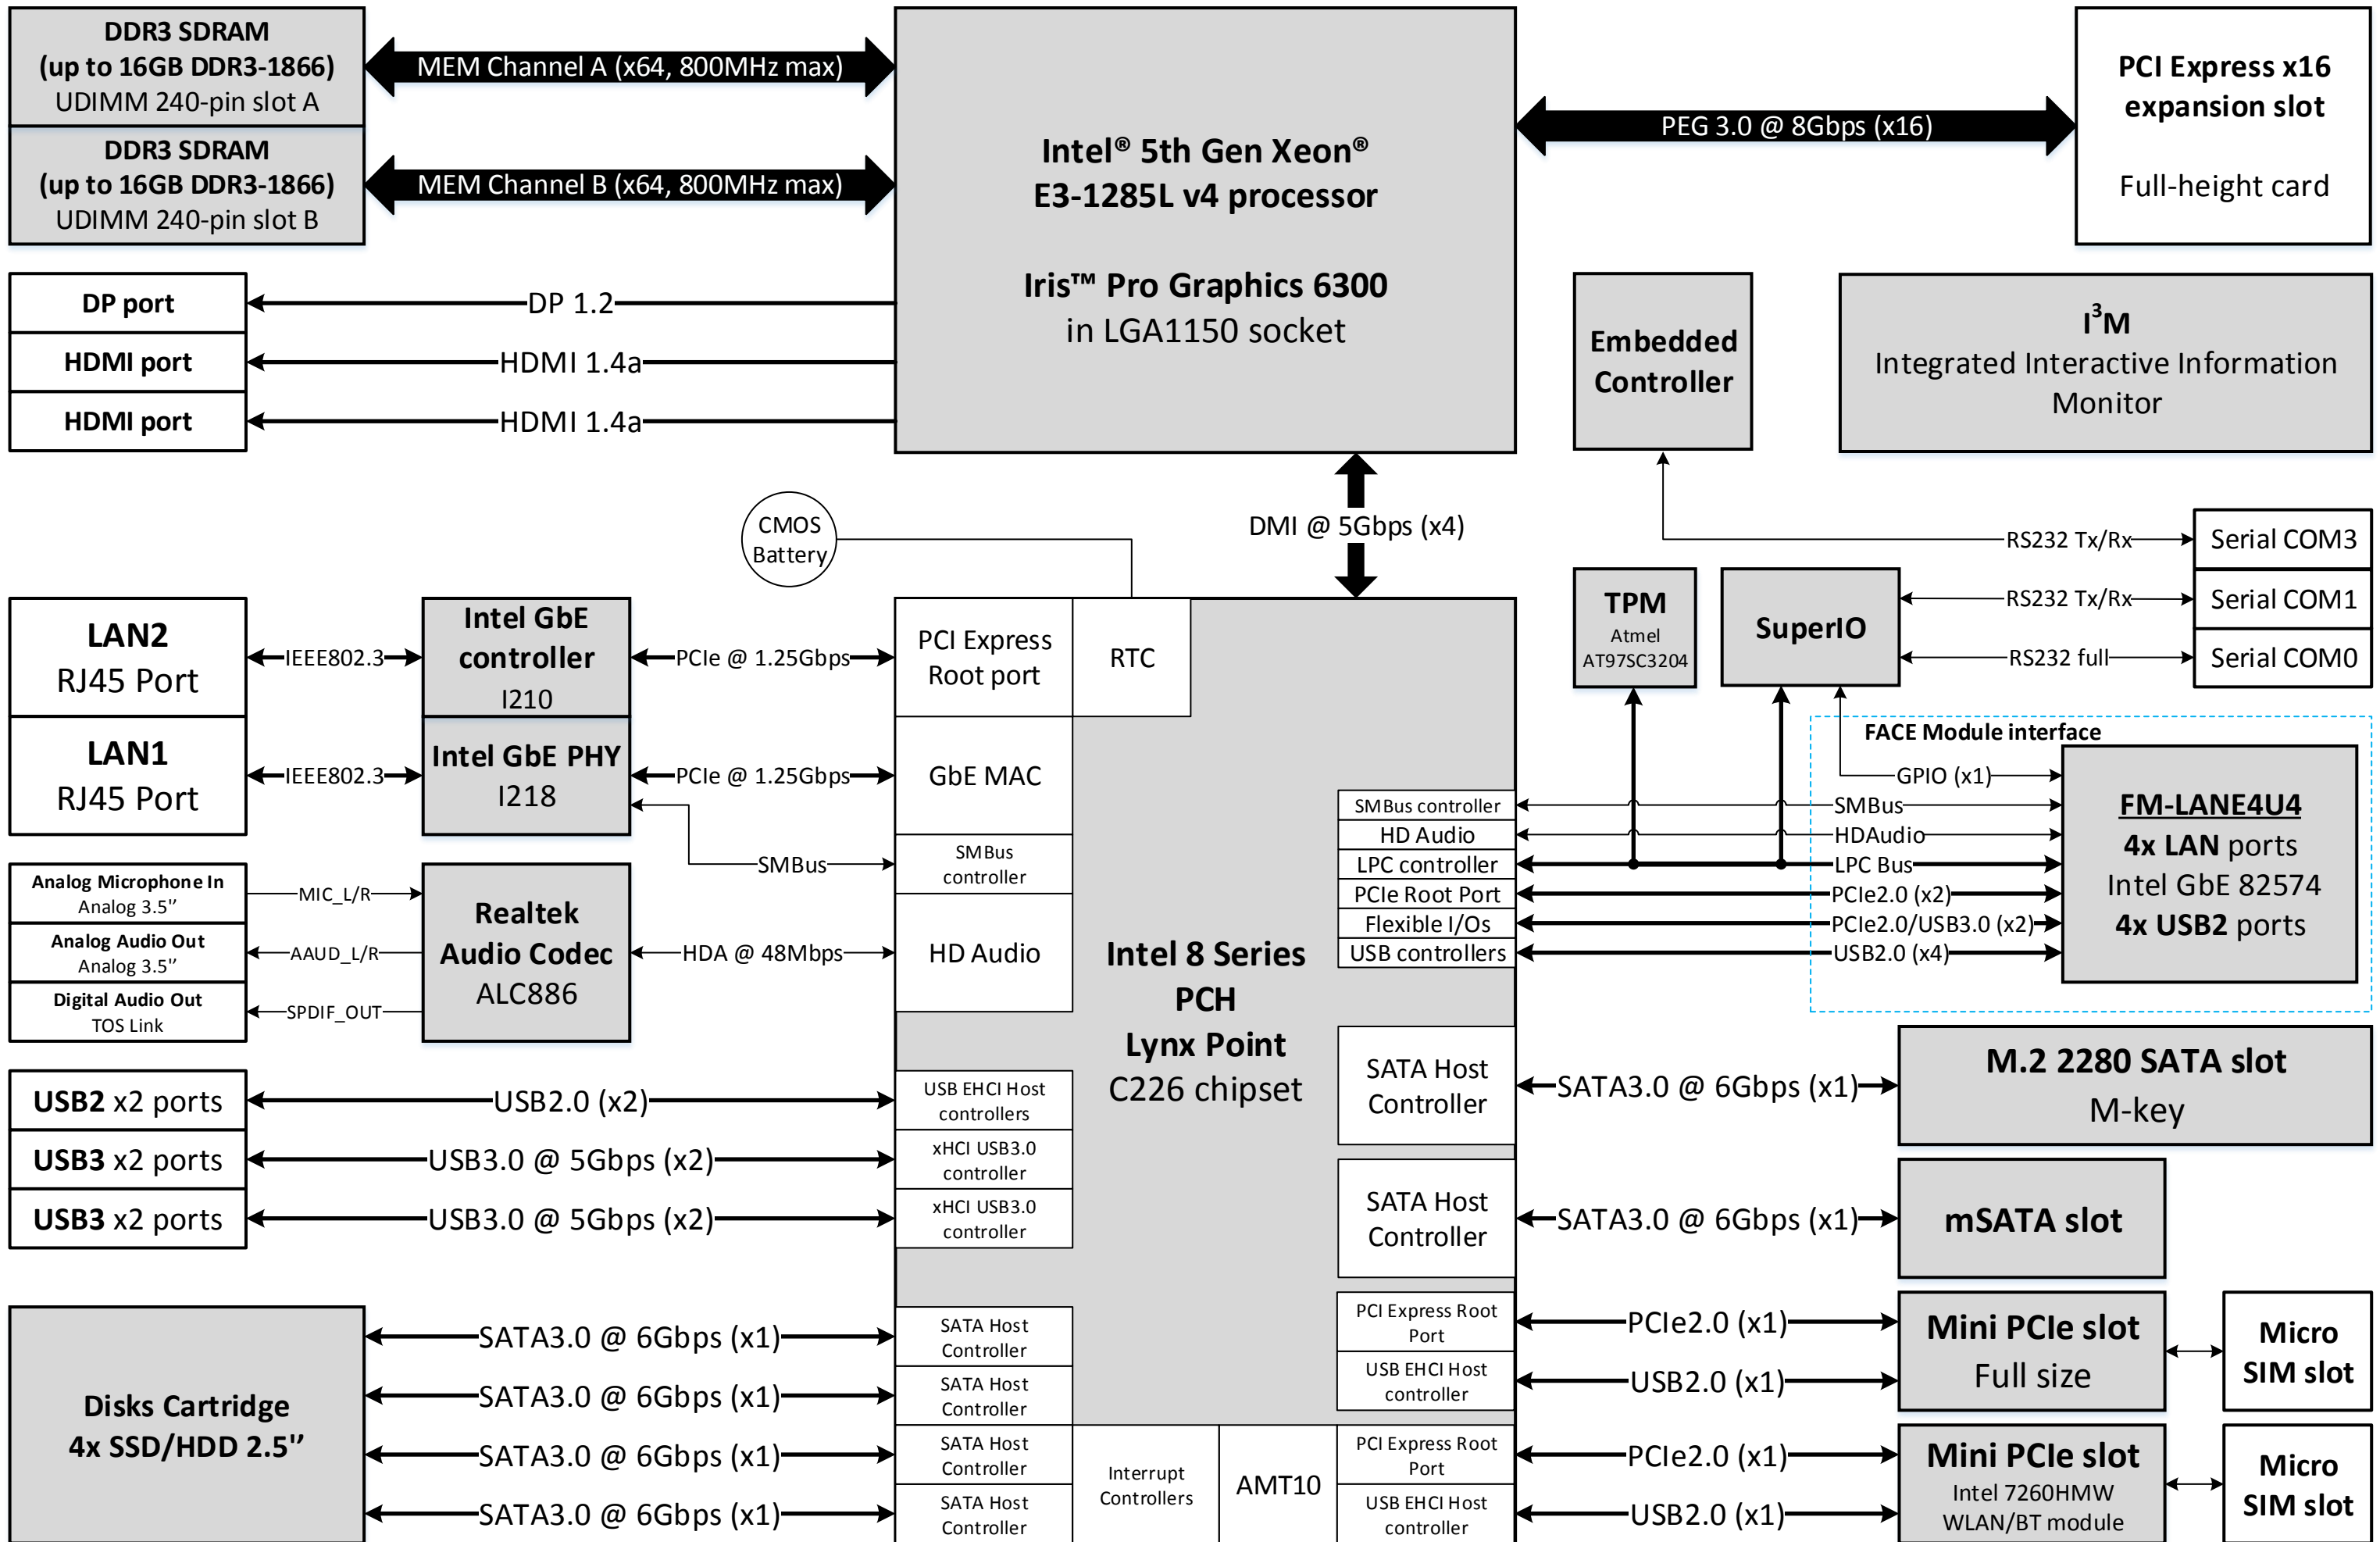 DDR3 SDRAM
(up to 16GB DDR3-1866)
UDIMM 240-pin slot A
DDR3 SDRAM
(up to 16GB DDR3-1866)
UDIMM 240-pin slot B
MEM Channel A (x64, 800MHz max)
MEM Channel B (x64, 800MHz max)
Intel® 5th Gen Xeon®
E3-1285L v4 processor
Iris™ Pro Graphics 6300
in LGA1150 socket
PEG 3.0 @ 8Gbps (x16)
PCI Express x16
expansion slot
Full-height card
DP port
HDMI port
HDMI port
DP 1.2
HDMI 1.4a
HDMI 1.4a
Embedded
Controller
I³M
Integrated Interactive Information
Monitor
CMOS
Battery
DMI @ 5Gbps (x4)
RS232 Tx/Rx
Serial COM3
RS232 Tx/Rx
Serial COM1
RS232 full
Serial COM0
TPM
Atmel
AT97SC3204
SuperIO
LAN2
RJ45 Port
LAN1
RJ45 Port
IEEE802.3
IEEE802.3
Intel GbE
controller
I210
Intel GbE PHY
I218
PCIe @ 1.25Gbps
PCIe @ 1.25Gbps
SMBus
PCI Express
Root port
RTC
GbE MAC
SMBus
controller
HD Audio
Analog Microphone In
Analog 3.5''
Analog Audio Out
Analog 3.5''
Digital Audio Out
TOS Link
MIC_L/R
AAUD_L/R
SPDIF_OUT
Realtek
Audio Codec
ALC886
HDA @ 48Mbps
Intel 8 Series
PCH
Lynx Point
C226 chipset
SMBus controller
HD Audio
LPC controller
PCIe Root Port
Flexible I/Os
USB controllers
FACE Module interface
GPIO (x1)
SMBus
HDAudio
LPC Bus
PCIe2.0 (x2)
PCIe2.0/USB3.0 (x2)
USB2.0 (x4)
FM-LANE4U4
4x LAN ports
Intel GbE 82574
4x USB2 ports
USB2 x2 ports
USB3 x2 ports
USB3 x2 ports
USB2.0 (x2)
USB3.0 @ 5Gbps (x2)
USB3.0 @ 5Gbps (x2)
USB EHCI Host
controllers
xHCI USB3.0
controller
xHCI USB3.0
controller
SATA Host
Controller
SATA3.0 @ 6Gbps (x1)
M.2 2280 SATA slot
M-key
SATA Host
Controller
SATA3.0 @ 6Gbps (x1)
mSATA slot
Disks Cartridge
4x SSD/HDD 2.5''
SATA3.0 @ 6Gbps (x1)
SATA3.0 @ 6Gbps (x1)
SATA3.0 @ 6Gbps (x1)
SATA3.0 @ 6Gbps (x1)
SATA Host
Controller
SATA Host
Controller
SATA Host
Controller
SATA Host
Controller
Interrupt
Controllers
AMT10
PCI Express Root
Port
USB EHCI Host
controller
PCI Express Root
Port
USB EHCI Host
controller
PCIe2.0 (x1)
USB2.0 (x1)
PCIe2.0 (x1)
USB2.0 (x1)
Mini PCIe slot
Full size
Micro
SIM slot
Mini PCIe slot
Intel 7260HMW
WLAN/BT module
Micro
SIM slot